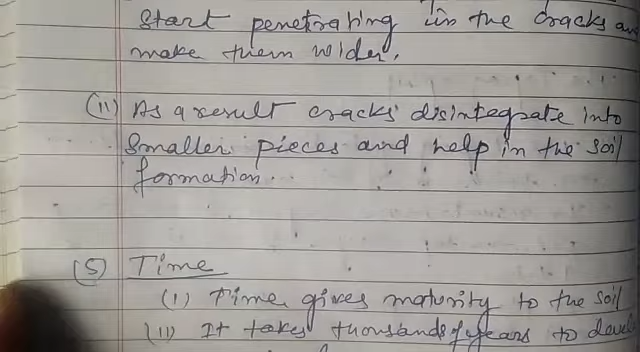 Start penetrating in the cracks an
make them wider.
(ii) As a result cracks disintegrate into
Smaller pieces and help in the soil
formation.
(5) Time
(i) Time gives maturity to the soil
(ii) It takes thousands of years to devel